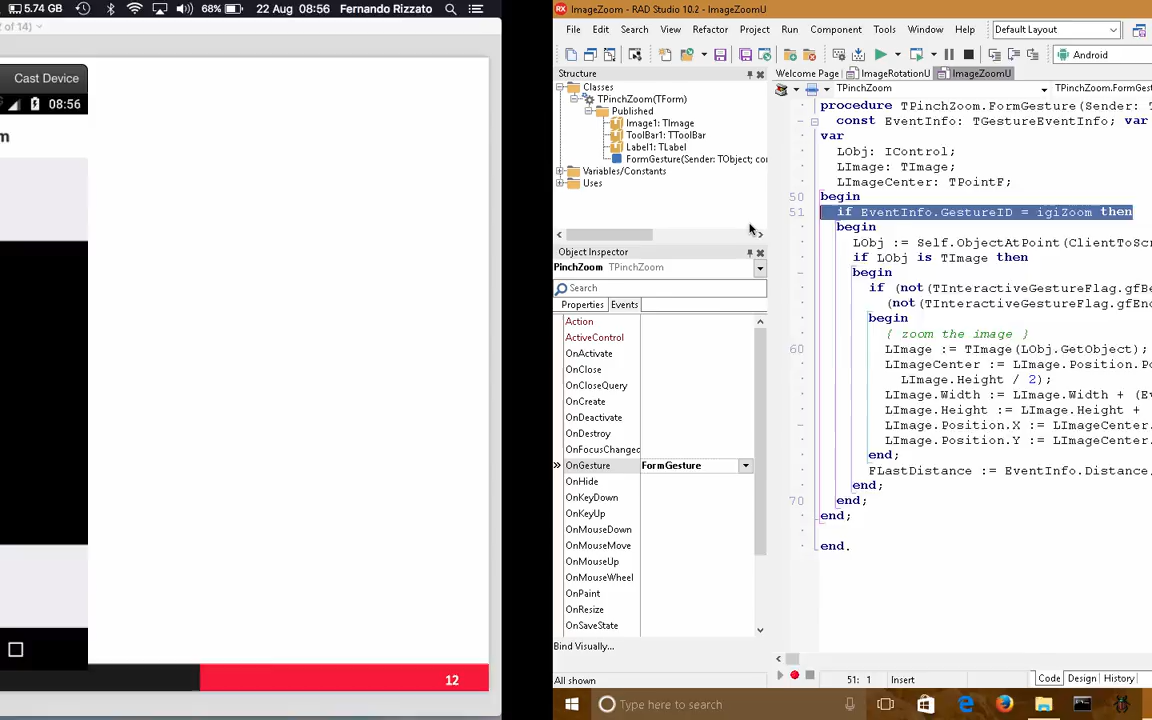 5.74 GB 68% 22 Aug 08:56 Fernando Rizzato
2 of 14)
Cast Device
08:56
m
12
ImageZoom - RAD Studio 10.2 - ImageZoomU
File Edit Search View Refactor Project Run Component Tools Window Help Default Layout
Android
Structure
Classes
TPinchZoom(TForm)
Published
Image1: TImage
ToolBar1: TToolBar
Label1: TLabel
FormGesture(Sender: TObject; co
Variables/Constants
Uses
Object Inspector
PinchZoom TPinchZoom
Search
Properties Events
Action
ActiveControl
OnActivate
OnClose
OnCloseQuery
OnCreate
OnDeactivate
OnDestroy
OnFocusChanged
OnGesture FormGesture
OnHide
OnKeyDown
OnKeyUp
OnMouseDown
OnMouseMove
OnMouseUp
OnMouseWheel
OnPaint
OnResize
OnSaveState
Bind Visually...
All shown
Welcome Page ImageRotationU ImageZoomU
TPinchZoom TPinchZoom.FormGes
procedure TPinchZoom.FormGesture(Sender: T
const EventInfo: TGestureEventInfo; var
var
LObj: IControl;
LImage: TImage;
LImageCenter: TPointF;
50 begin
51 if EventInfo.GestureID = igiZoom then
begin
LObj := Self.ObjectAtPoint(ClientToScr
if LObj is TImage then
begin
if (not(TInteractiveGestureFlag.gfBe
(not(TInteractiveGestureFlag.gfEnd
begin
{ zoom the image }
60 LImage := TImage(LObj.GetObject);
LImageCenter := LImage.Position.Po
LImage.Height / 2);
LImage.Width := LImage.Width + (Ev
LImage.Height := LImage.Height +
LImage.Position.X := LImageCenter.
LImage.Position.Y := LImageCenter.
end;
FLastDistance := EventInfo.Distance.
end;
70 end;
end;
end.
51: 1 Insert Code Design History
Type here to search